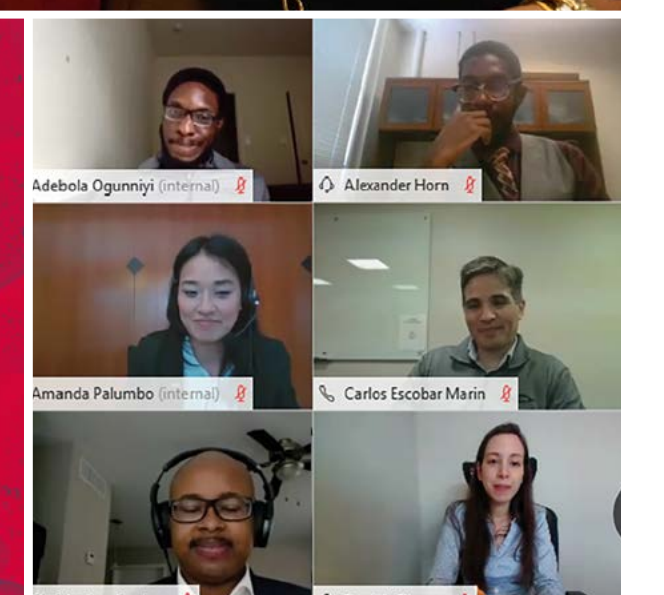 Adebola Ogunniyi (internal)
Alexander Horn
Amanda Palumbo (internal)
Carlos Escobar Marin